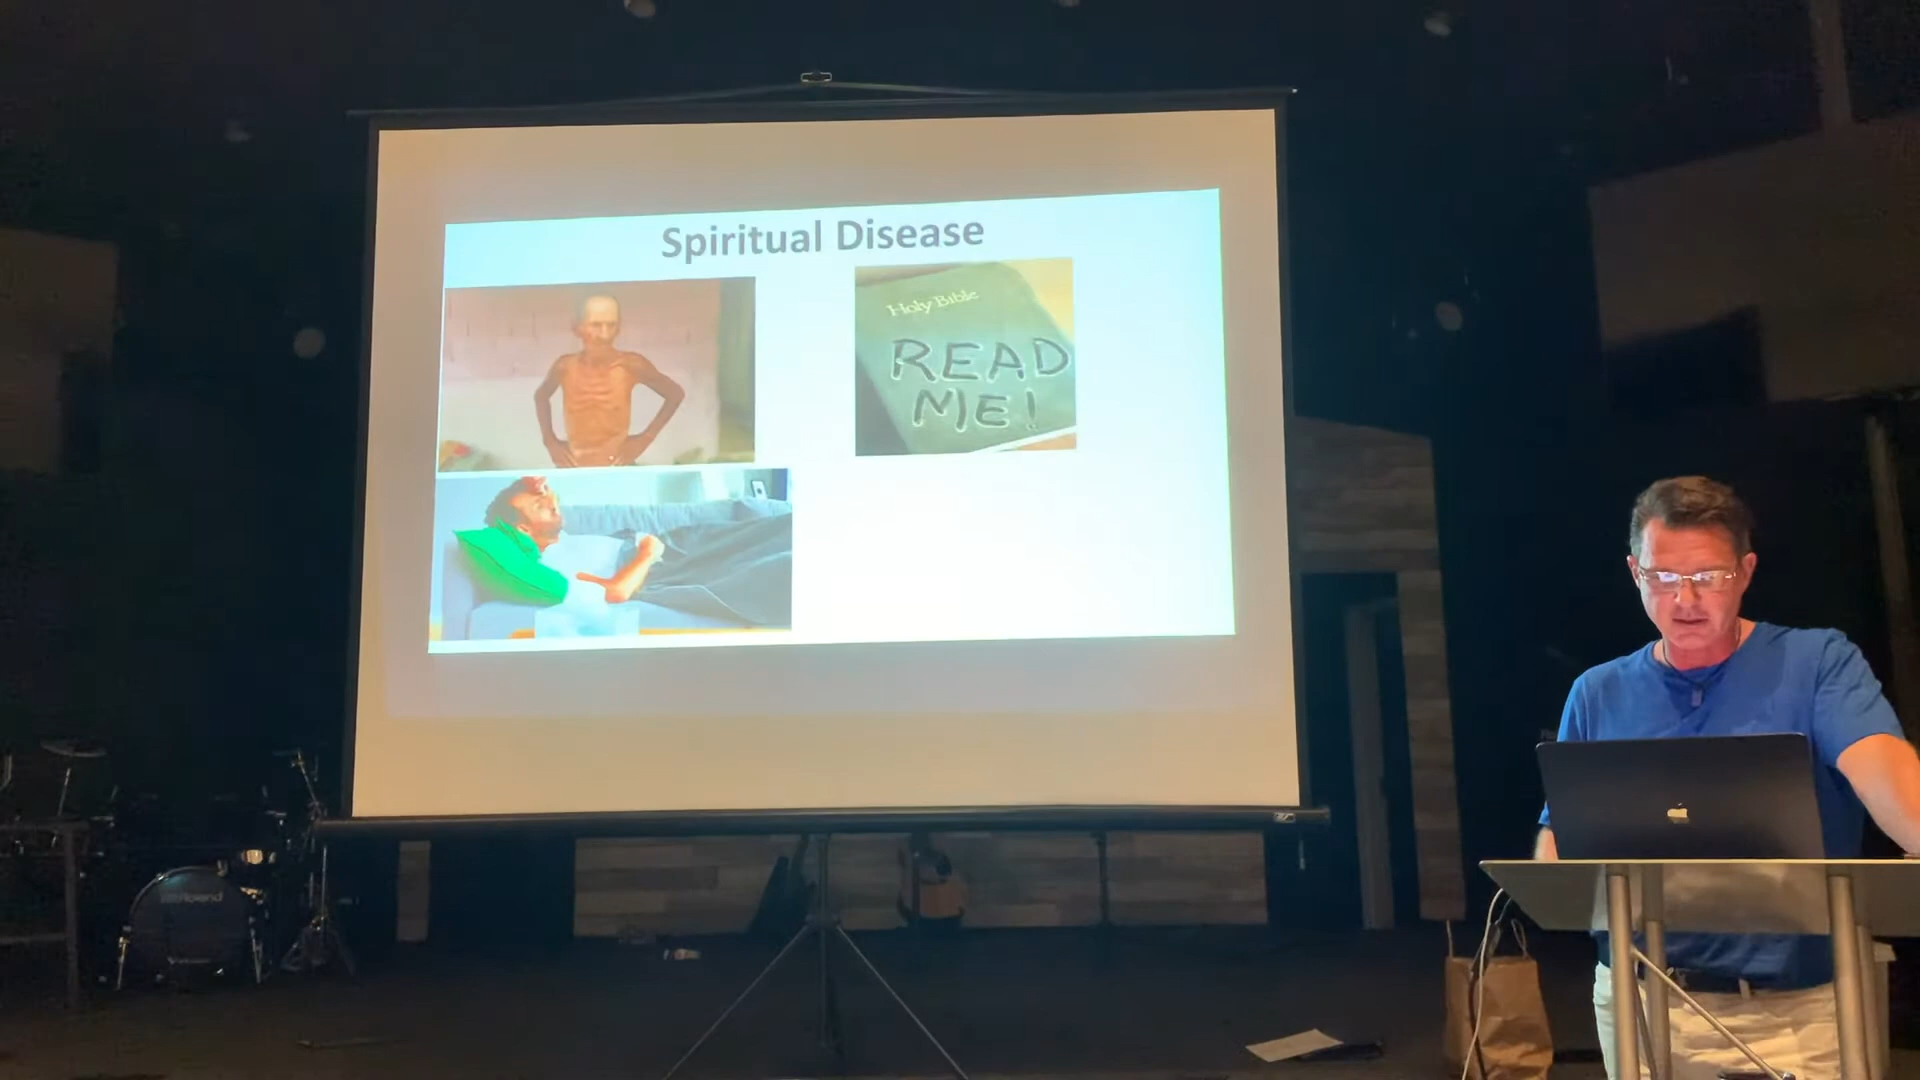 Spiritual Disease
Holy Bible
READ
ME!
Roland